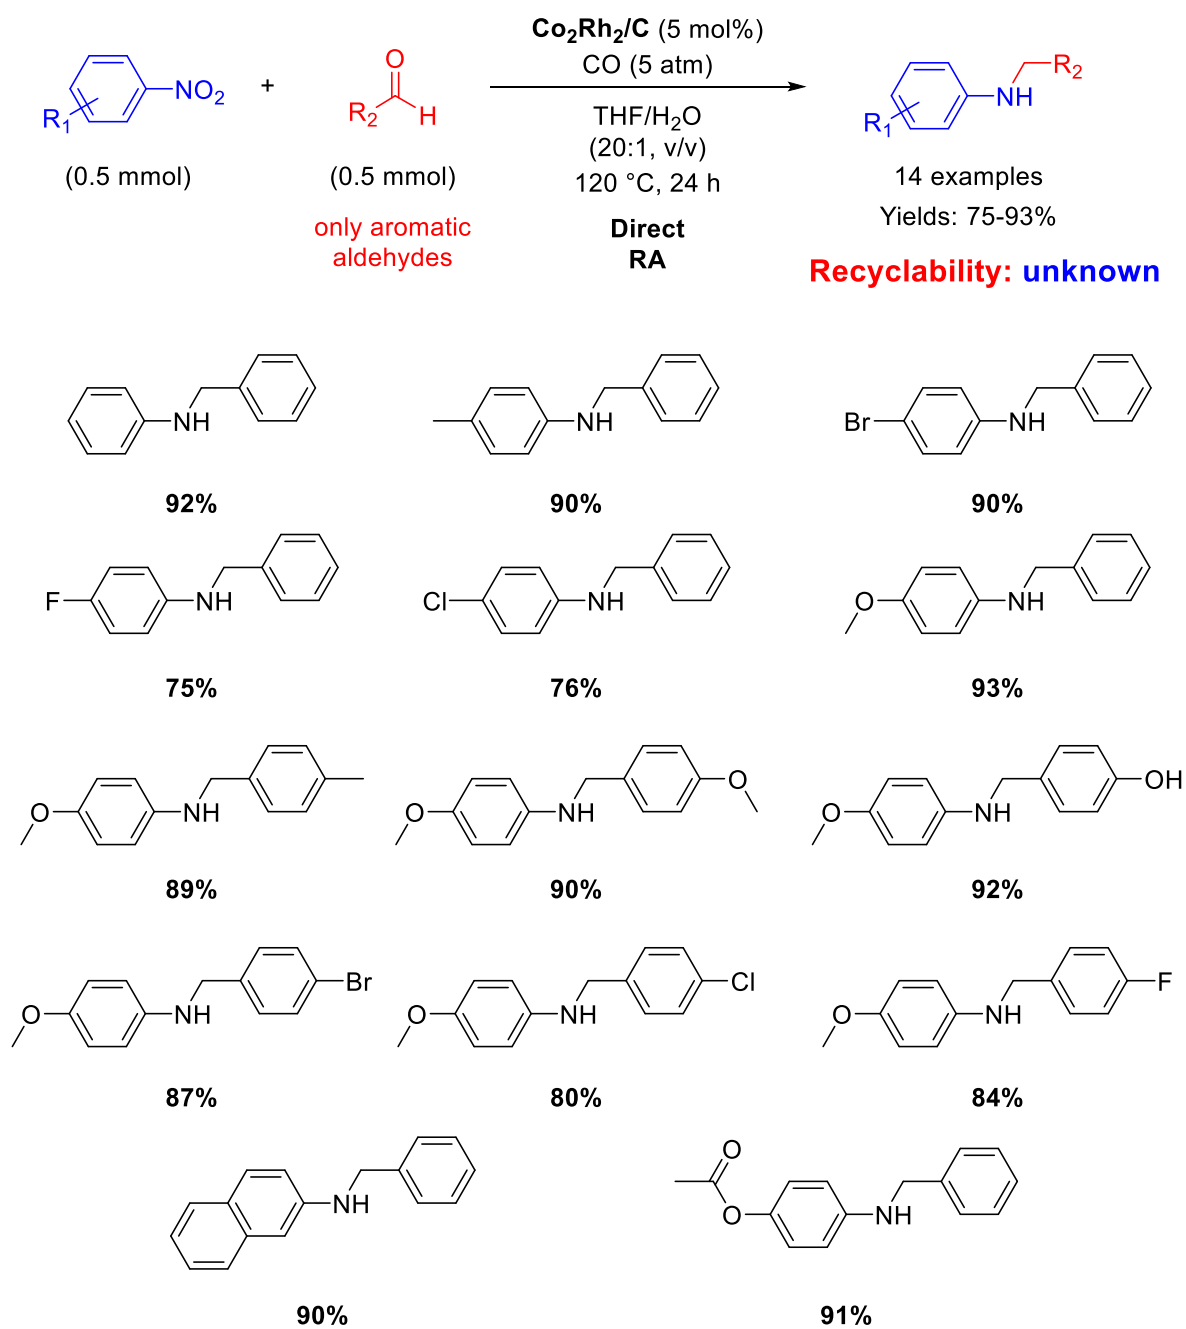 Co2Rh2/C (5 mol%)
CO (5 atm)
NO2
R1
+
O
R2
H
THF/H2O
(20:1, v/v)
120 °C, 24 h
NH
R2
R1
(0.5 mmol)
(0.5 mmol)
14 examples
Yields: 75-93%
only aromatic
aldehydes
Direct
RA
Recyclability: unknown
NH
NH
Br
NH
92%
90%
90%
F
NH
Cl
NH
O
NH
75%
76%
93%
O
NH
O
NH
O
O
NH
OH
89%
90%
92%
O
NH
Br
O
NH
Cl
O
NH
F
87%
80%
84%
NH
O
O
NH
90%
91%